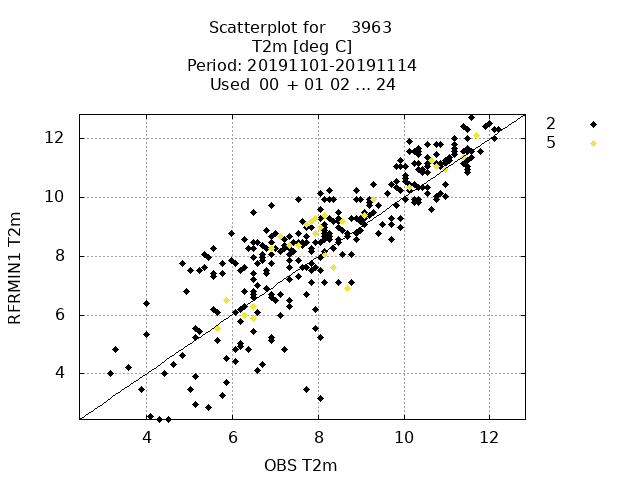 Scatterplot for 3963
T2m [deg C]
Period: 20191101-20191114
Used 00 + 01 02 ... 24
2
5
12
10
8
6
4
RFRMIN1 T2m
4 6 8 10 12
OBS T2m